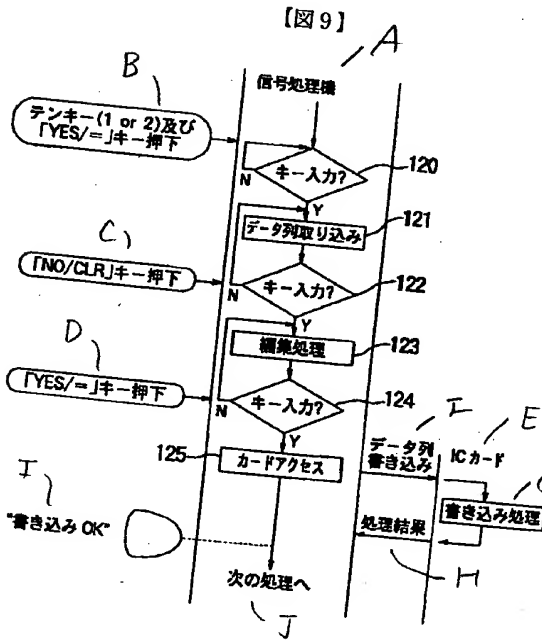 【図9】
A
信号処理機
B
テンキー(1 or 2)及び
「YES/=」キー押下
キー入力?
120
N
Y
データ列取り込み
121
C
「NO/CLR」キー押下
キー入力?
122
N
Y
編集処理
123
D
「YES/=」キー押下
キー入力?
124
N
Y
125
カードアクセス
F
データ列
書き込み
E
ICカード
書き込み処理
処理結果
H
I
"書き込みOK"
次の処理へ
J